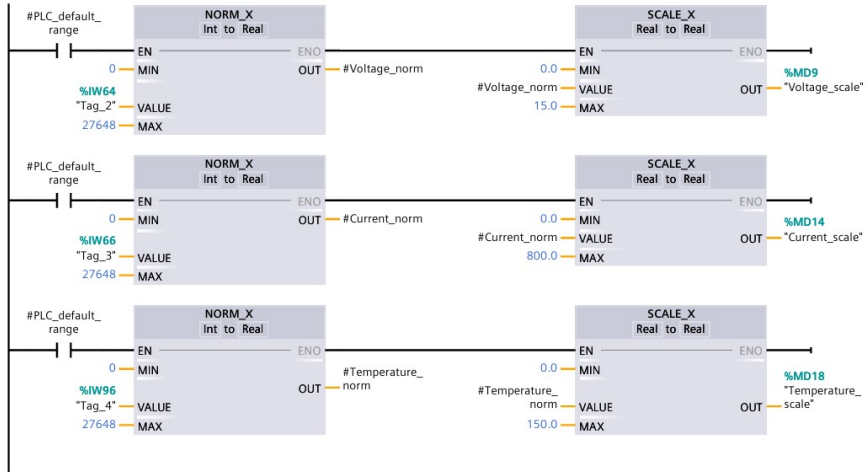 #PLC_default_
range
NORM_X
Int to Real
SCALE_X
Real to Real
EN
ENO
EN
ENO
0
MIN
OUT
#Voltage_norm
0.0
MIN
%MD9
%IW64
"Tag_2"
VALUE
#Voltage_norm
VALUE
OUT
"Voltage_scale"
27648
MAX
15.0
MAX
#PLC_default_
range
NORM_X
Int to Real
SCALE_X
Real to Real
EN
ENO
EN
ENO
0
MIN
OUT
#Current_norm
0.0
MIN
%MD14
%IW66
"Tag_3"
VALUE
#Current_norm
VALUE
OUT
"Current_scale"
27648
MAX
800.0
MAX
#PLC_default_
range
NORM_X
Int to Real
SCALE_X
Real to Real
EN
ENO
EN
ENO
0
MIN
OUT
#Temperature_
norm
0.0
MIN
%MD18
%IW96
"Tag_4"
VALUE
#Temperature_
norm
VALUE
OUT
"Temperature_
scale"
27648
MAX
150.0
MAX